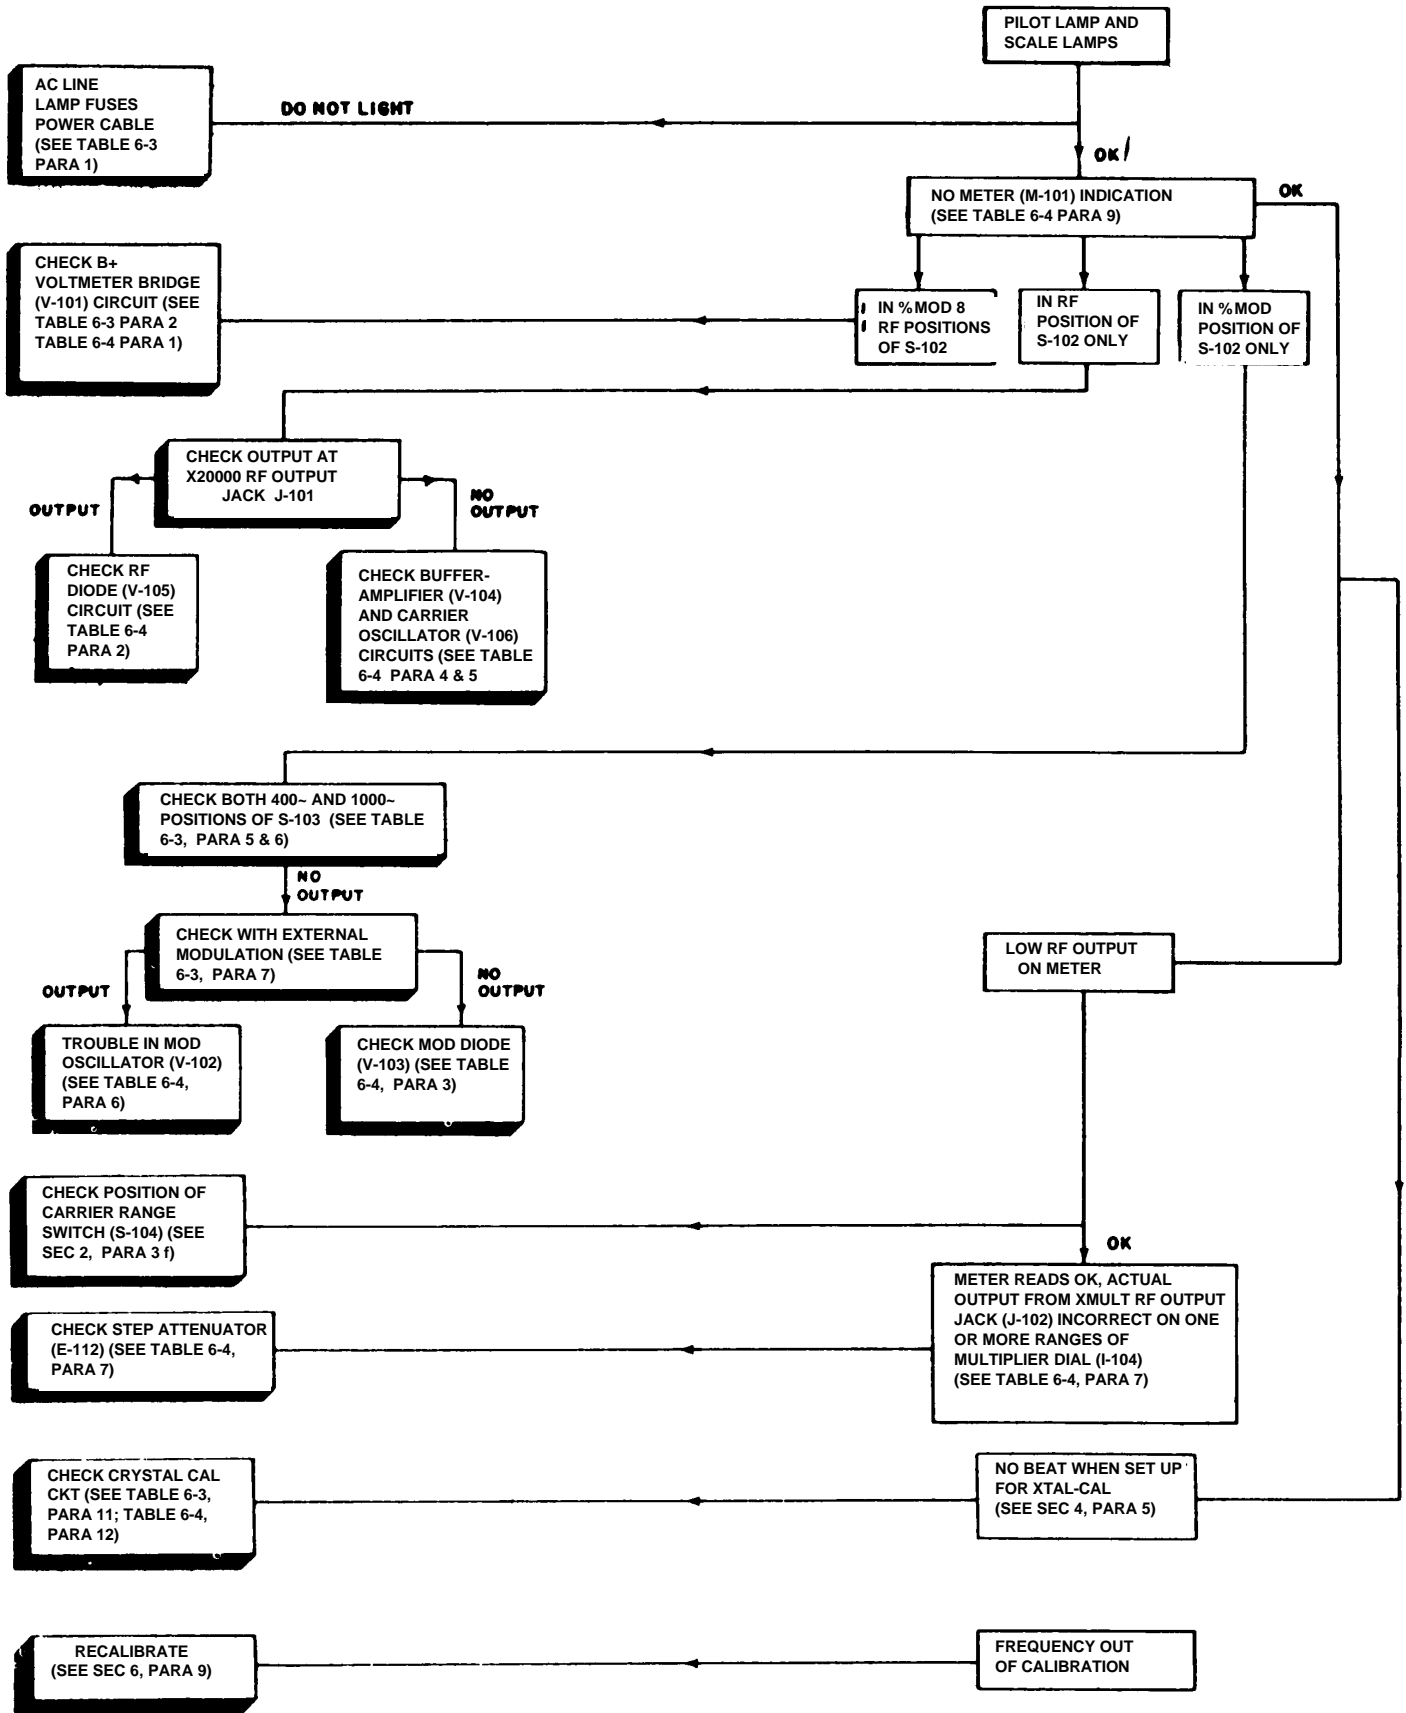 PILOT LAMP AND
SCALE LAMPS
AC LINE
LAMP FUSES
POWER CABLE
(SEE TABLE 6-3
PARA 1)
DO NOT LIGHT
OK
NO METER (M-101) INDICATION
(SEE TABLE 6-4 PARA 9)
OK
CHECK B+
VOLTMETER BRIDGE
(V-101) CIRCUIT (SEE
TABLE 6-3 PARA 2
TABLE 6-4 PARA 1)
IN %MOD 8
RF POSITIONS
OF S-102
IN RF
POSITION OF
S-102 ONLY
IN %MOD
POSITION OF
S-102 ONLY
CHECK OUTPUT AT
X20000 RF OUTPUT
JACK J-101
OUTPUT
NO
OUTPUT
CHECK RF
DIODE (V-105)
CIRCUIT (SEE
TABLE 6-4
PARA 2)
CHECK BUFFER-
AMPLIFIER (V-104)
AND CARRIER
OSCILLATOR (V-106)
CIRCUITS (SEE TABLE
6-4 PARA 4 & 5
CHECK BOTH 400~ AND 1000~
POSITIONS OF S-103 (SEE TABLE
6-3, PARA 5 & 6)
NO
OUTPUT
CHECK WITH EXTERNAL
MODULATION (SEE TABLE
6-3, PARA 7)
OUTPUT
NO
OUTPUT
TROUBLE IN MOD
OSCILLATOR (V-102)
(SEE TABLE 6-4,
PARA 6)
CHECK MOD DIODE
(V-103) (SEE TABLE
6-4, PARA 3)
LOW RF OUTPUT
ON METER
CHECK POSITION OF
CARRIER RANGE
SWITCH (S-104) (SEE
SEC 2, PARA 3 f)
OK
METER READS OK, ACTUAL
OUTPUT FROM XMULT RF OUTPUT
JACK (J-102) INCORRECT ON ONE
OR MORE RANGES OF
MULTIPLIER DIAL (I-104)
(SEE TABLE 6-4, PARA 7)
CHECK STEP ATTENUATOR
(E-112) (SEE TABLE 6-4,
PARA 7)
CHECK CRYSTAL CAL
CKT (SEE TABLE 6-3,
PARA 11; TABLE 6-4,
PARA 12)
NO BEAT WHEN SET UP
FOR XTAL-CAL
(SEE SEC 4, PARA 5)
RECALIBRATE
(SEE SEC 6, PARA 9)
FREQUENCY OUT
OF CALIBRATION